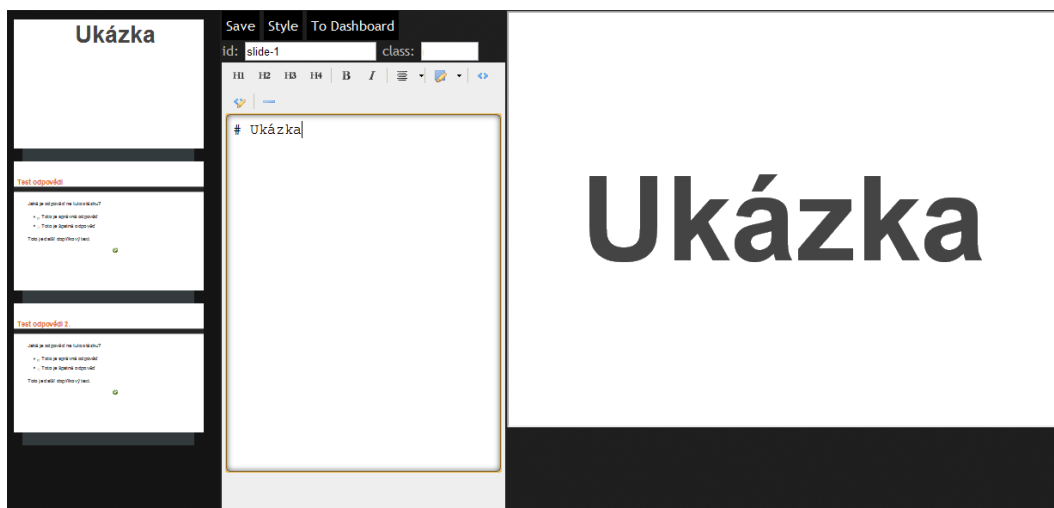 Ukázka
Test odpovědi
Jaká je odpověď na tuto otázku?
Toto je správná odpověď
Toto je špatná odpověď
Toto je další doplňkový text.
Test odpovědi 2.
Jaká je odpověď na tuto otázku?
Toto je správná odpověď
Toto je špatná odpověď
Toto je další doplňkový text.
Save Style To Dashboard
id: slide-1 class:
H1 H2 H3 H4 B I
# Ukázka
Ukázka